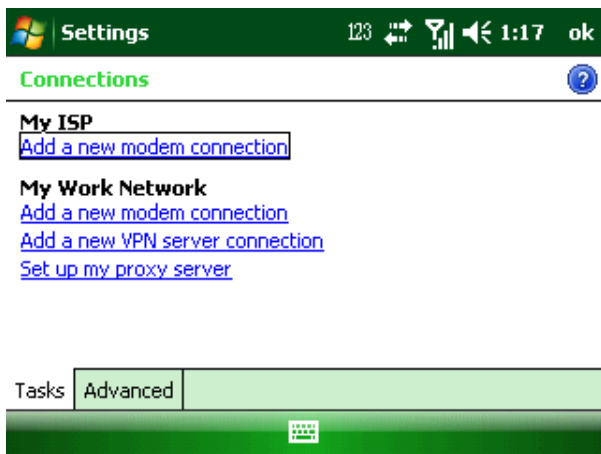 Settings 123 1:17 ok
Connections ?
My ISP
Add a new modem connection
My Work Network
Add a new modem connection
Add a new VPN server connection
Set up my proxy server
Tasks Advanced